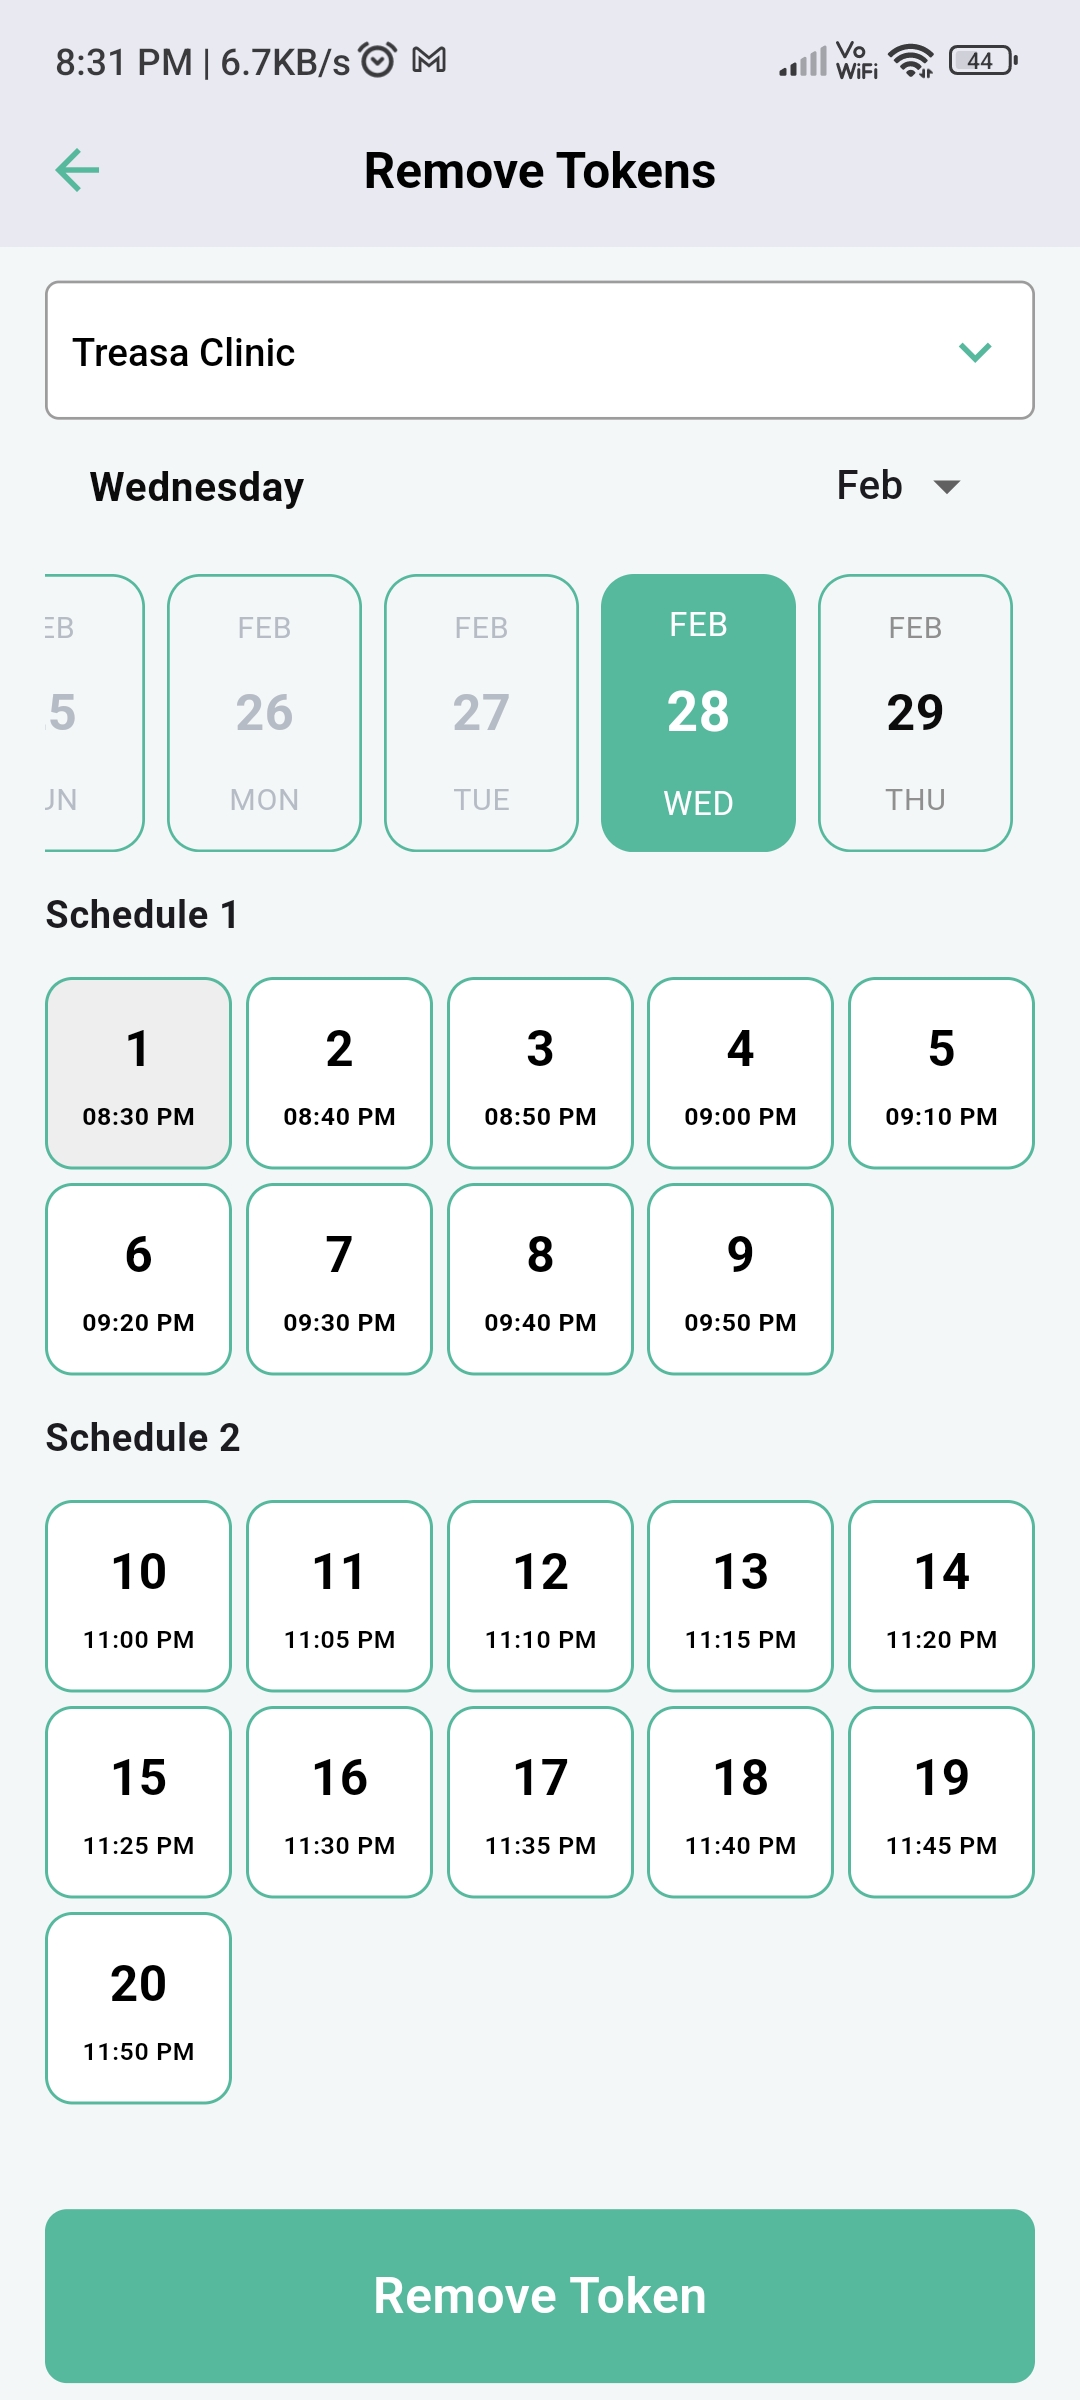 8:31 PM | 6.7KB/s
Vo WiFi 44
Remove Tokens
Treasa Clinic
Wednesday Feb
EB FEB FEB FEB FEB
5 26 27 28 29
UN MON TUE WED THU
Schedule 1
1 2 3 4 5
08:30 PM 08:40 PM 08:50 PM 09:00 PM 09:10 PM
6 7 8 9
09:20 PM 09:30 PM 09:40 PM 09:50 PM
Schedule 2
10 11 12 13 14
11:00 PM 11:05 PM 11:10 PM 11:15 PM 11:20 PM
15 16 17 18 19
11:25 PM 11:30 PM 11:35 PM 11:40 PM 11:45 PM
20
11:50 PM
Remove Token